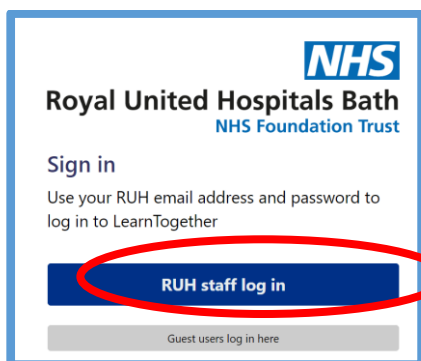 NHS
Royal United Hospitals Bath
NHS Foundation Trust
Sign in
Use your RUH email address and password to
log in to LearnTogether
RUH staff log in
Guest users log in here